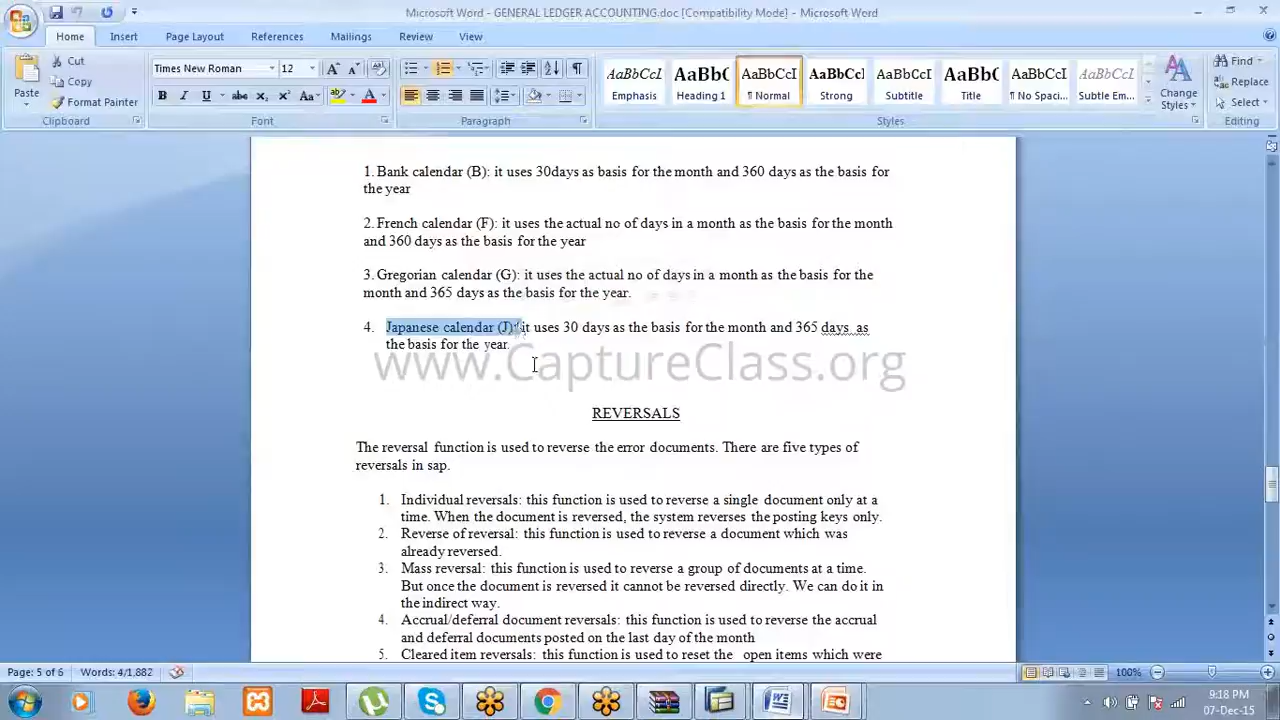 Microsoft Word - GENERAL LEDGER ACCOUNTING.doc [Compatibility Mode] - Microsoft Word
Home Insert Page Layout References Mailings Review View
Paste Cut Copy Format Painter Clipboard
Times New Roman 12 Font
Paragraph
AaBbCcI AaBbC AaBbCcI AaBbCcl AaBbCcI AaBbC AaBbCcI AaBbCcI
Emphasis Heading 1 ¶ Normal Strong Subtitle Title ¶ No Spaci... Subtle Em...
Change Styles Styles
Find Replace Select Editing
1. Bank calendar (B): it uses 30days as basis for the month and 360 days as the basis for
the year
2. French calendar (F): it uses the actual no of days in a month as the basis for the month
and 360 days as the basis for the year
3. Gregorian calendar (G): it uses the actual no of days in a month as the basis for the
month and 365 days as the basis for the year.
4. Japanese calendar (J): it uses 30 days as the basis for the month and 365 days as
the basis for the year.
www.CaptureClass.org
REVERSALS
The reversal function is used to reverse the error documents. There are five types of
reversals in sap.
1. Individual reversals: this function is used to reverse a single document only at a
time. When the document is reversed, the system reverses the posting keys only.
2. Reverse of reversal: this function is used to reverse a document which was
already reversed.
3. Mass reversal: this function is used to reverse a group of documents at a time.
But once the document is reversed it cannot be reversed directly. We can do it in
the indirect way.
4. Accrual/deferral document reversals: this function is used to reverse the accrual
and deferral documents posted on the last day of the month
5. Cleared item reversals: this function is used to reset the open items which were
Page: 5 of 6 Words: 4/1,882 100%
9:18 PM
07-Dec-15